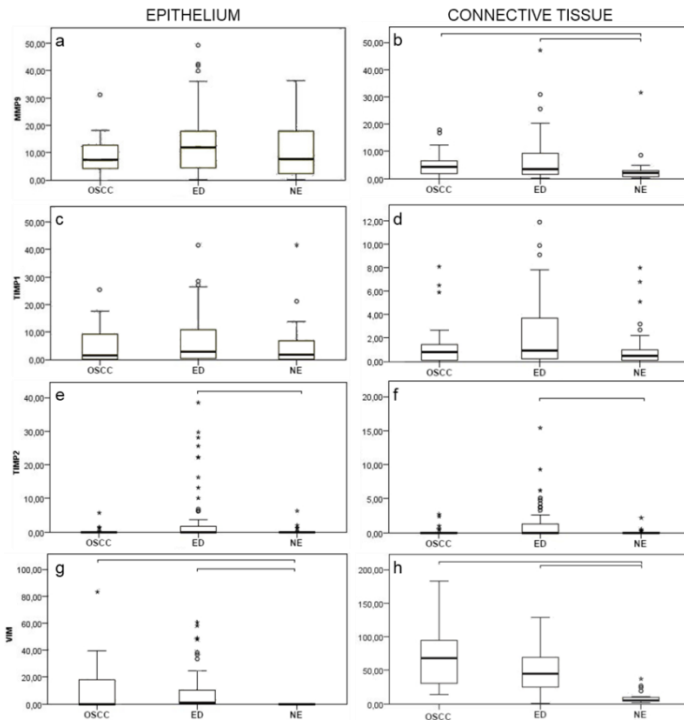 EPITHELIUM
CONNECTIVE TISSUE
a
MMP9
50,00
40,00
30,00
20,00
10,00
0,00
OSCC ED NE
b
50,00
40,00
30,00
20,00
10,00
0,00
OSCC ED NE
c
TIMP1
50,00
40,00
30,00
20,00
10,00
0,00
OSCC ED NE
d
12,00
10,00
8,00
6,00
4,00
2,00
0,00
OSCC ED NE
e
TIMP2
40,00
30,00
20,00
10,00
0,00
OSCC ED NE
f
20,00
15,00
10,00
5,00
0,00
OSCC ED NE
g
VIM
100,00
80,00
60,00
40,00
20,00
0,00
OSCC ED NE
h
200,00
150,00
100,00
50,00
0,00
OSCC ED NE